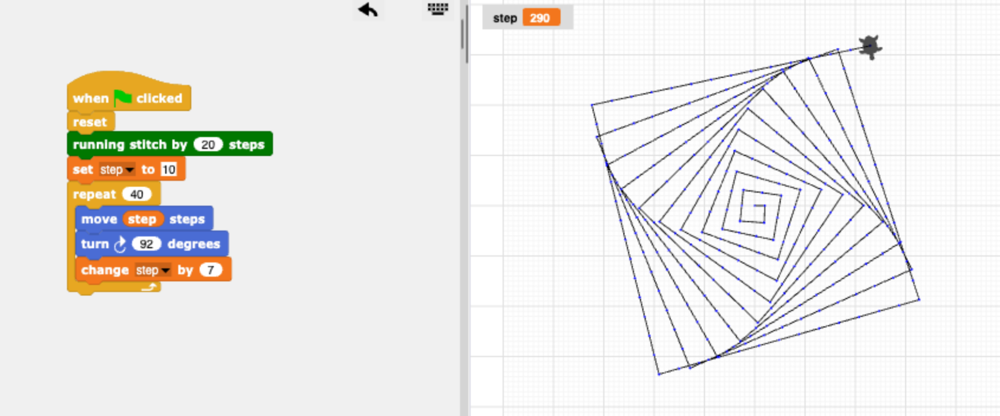 when clicked
reset
running stitch by 20 steps
set step to 10
repeat 40
move step steps
turn 92 degrees
change step by 7
step 290